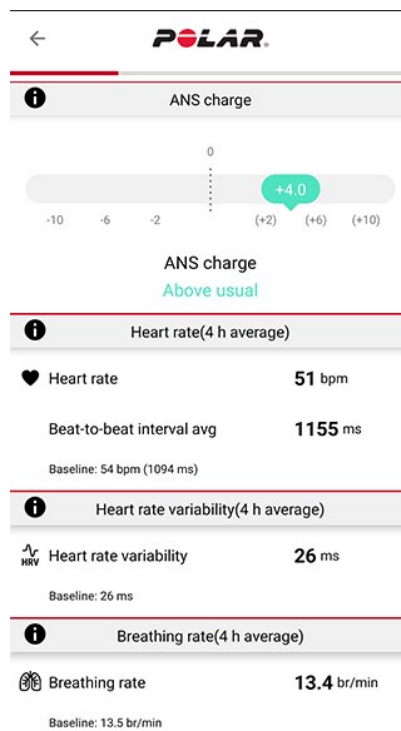 POLAR.
ANS charge
0
+4.0
-10 -6 -2 (+2) (+6) (+10)
ANS charge
Above usual
Heart rate(4 h average)
Heart rate 51 bpm
Beat-to-beat interval avg 1155 ms
Baseline: 54 bpm (1094 ms)
Heart rate variability(4 h average)
HRV Heart rate variability 26 ms
Baseline: 26 ms
Breathing rate(4 h average)
Breathing rate 13.4 br/min
Baseline: 13.5 br/min